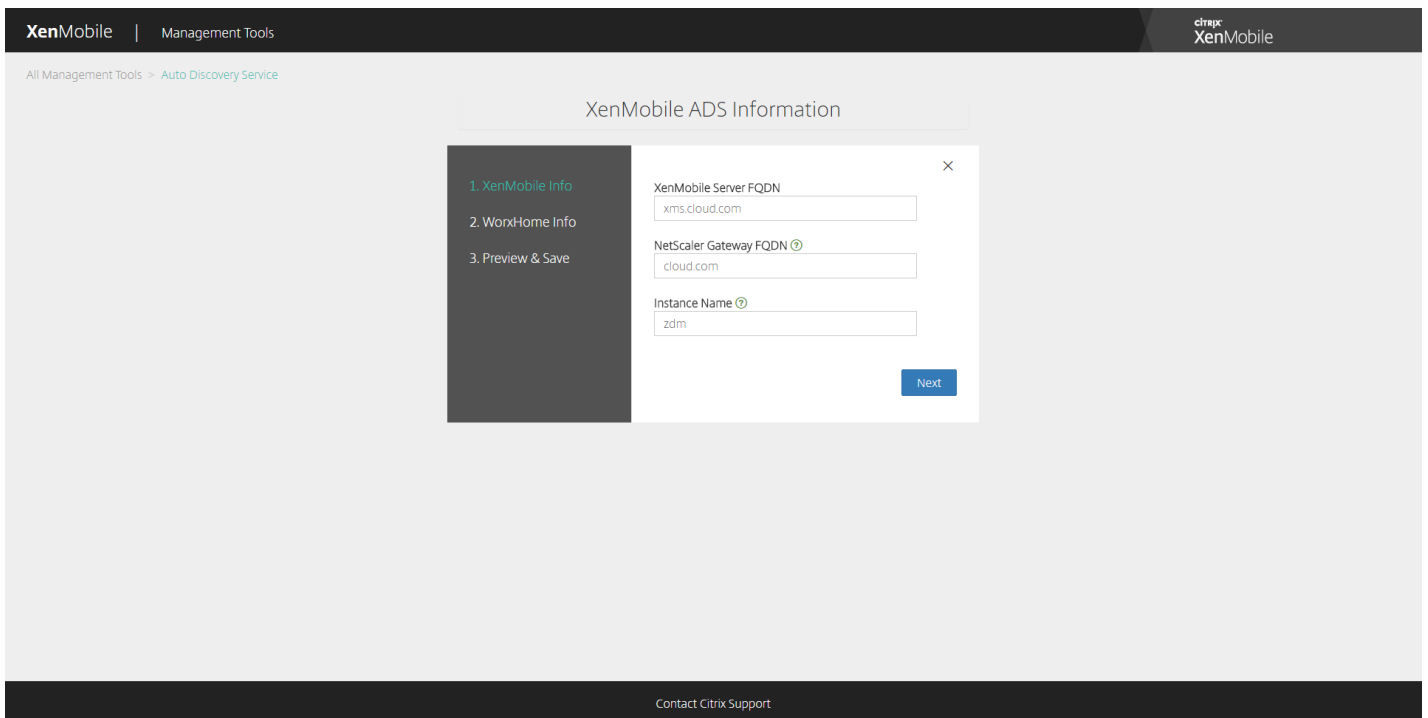 XenMobile | Management Tools
CITRIX
XenMobile
All Management Tools > Auto Discovery Service
XenMobile ADS Information
1. XenMobile Info
2. WorxHome Info
3. Preview & Save
XenMobile Server FQDN
xms.cloud.com
NetScaler Gateway FQDN ?
cloud.com
Instance Name ?
zdm
Next
Contact Citrix Support